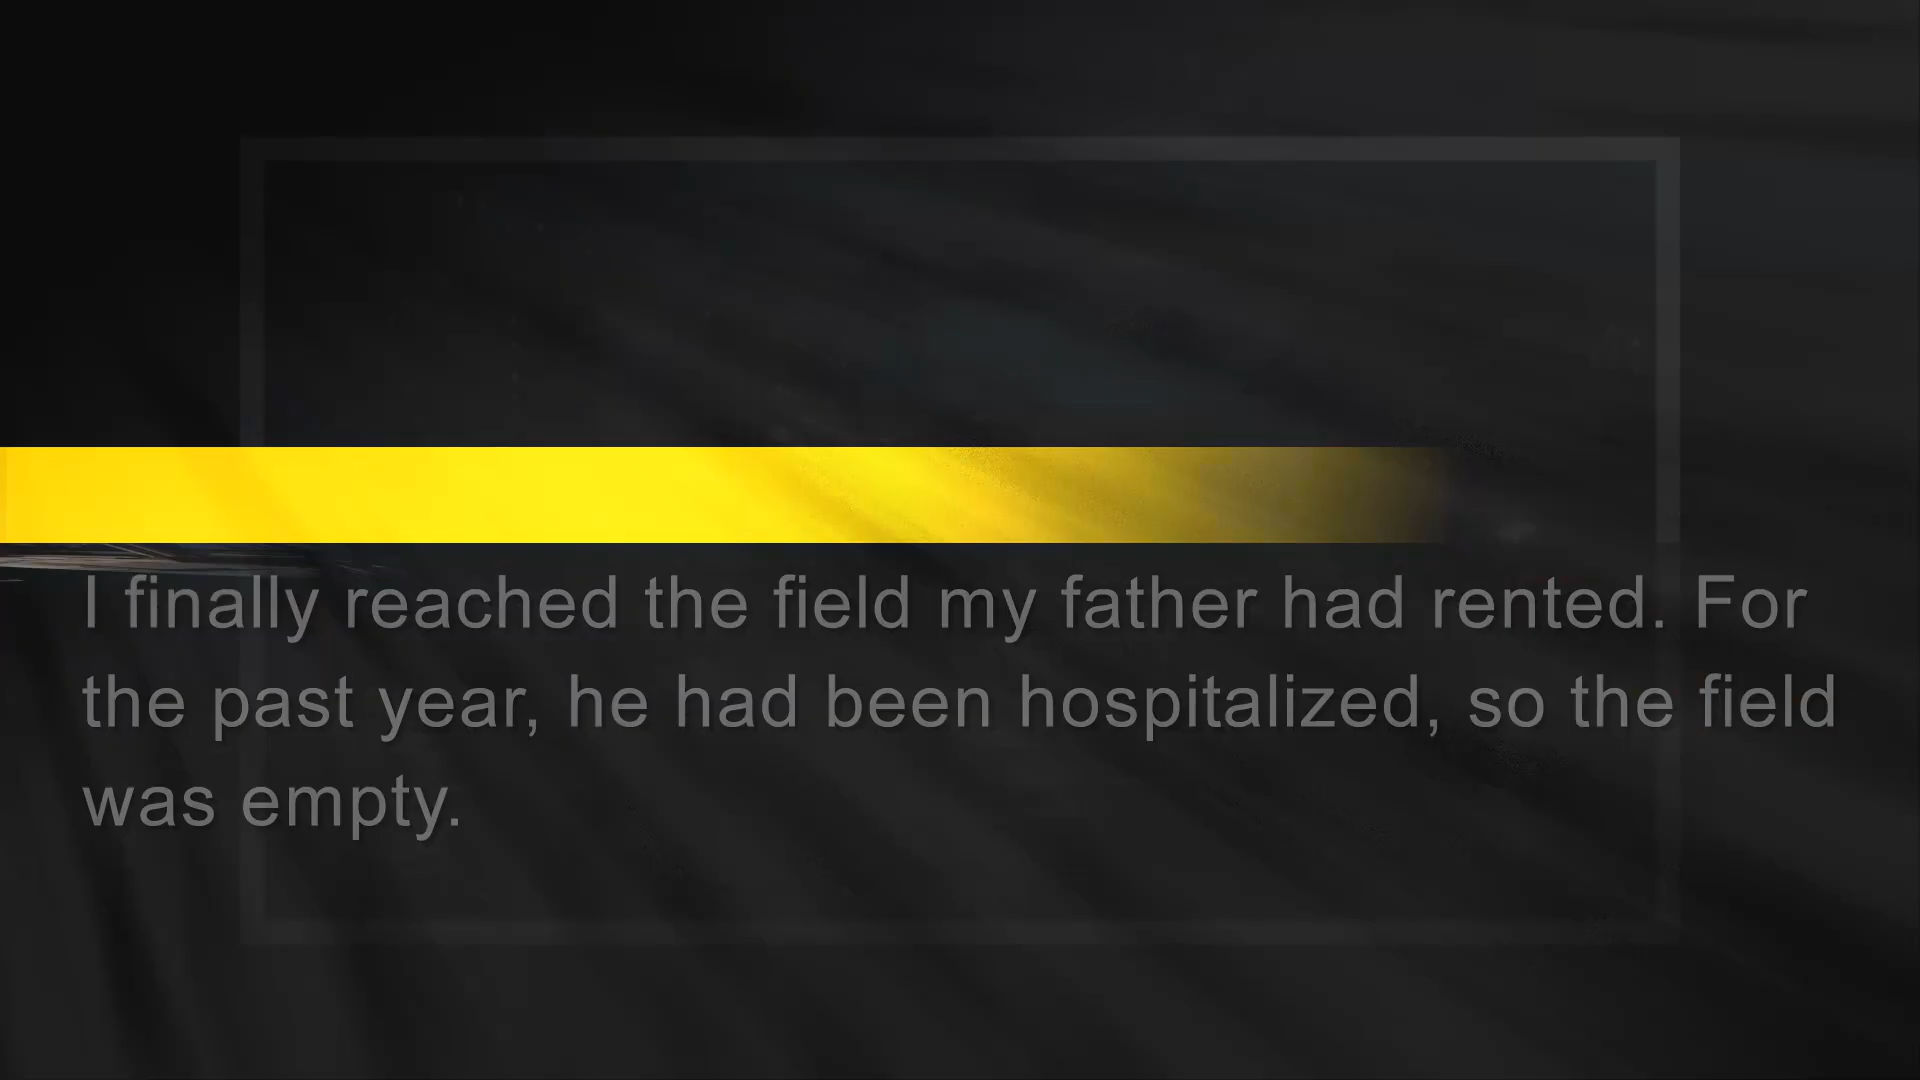 I finally reached the field my father had rented. For
the past year, he had been hospitalized, so the field
was empty.